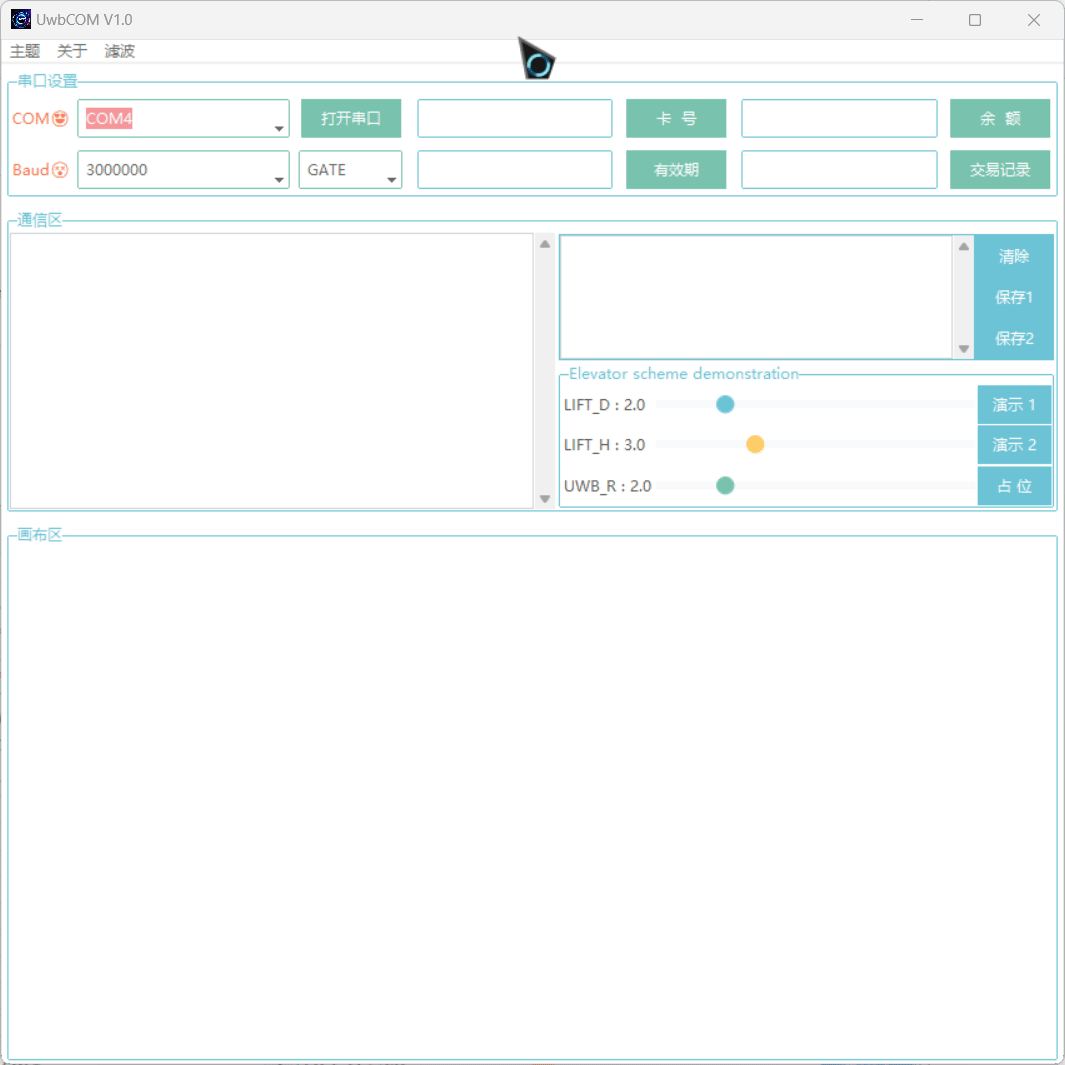 UwbCOM V1.0
主题 关于 滤波
串口设置
COM COM4 打开串口 卡 号 余 额
Baud 3000000 GATE 有效期 交易记录
通信区
清除
保存1
保存2
Elevator scheme demonstration
LIFT_D : 2.0 演示 1
LIFT_H : 3.0 演示 2
UWB_R : 2.0 占 位
画布区